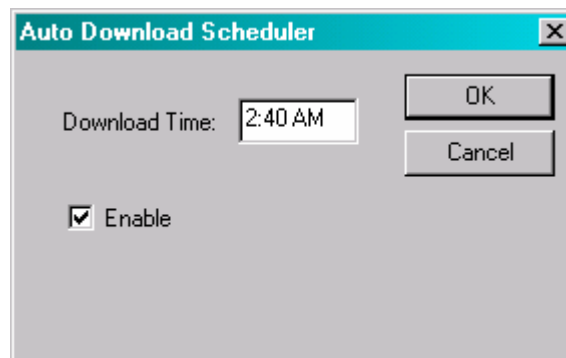 Auto Download Scheduler
Download Time: 2:40 AM
OK
Cancel
Enable